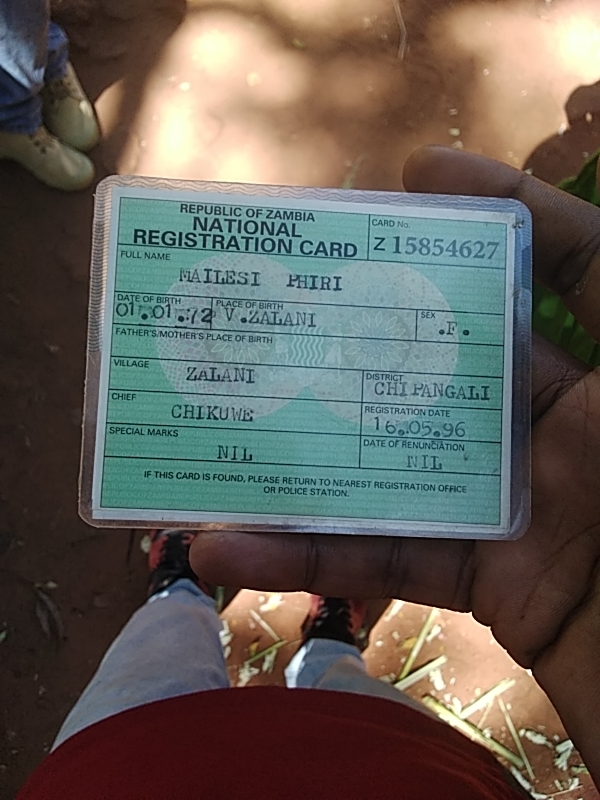 REPUBLIC OF ZAMBIA
NATIONAL
REGISTRATION CARD
CARD No.
Z 15854627
FULL NAME
MAILESI PHIRI
DATE OF BIRTH
01.01.72
PLACE OF BIRTH
V.ZALANI
SEX
.F.
FATHER'S/MOTHER'S PLACE OF BIRTH
VILLAGE
ZALANI
DISTRICT
CHIPANGALI
CHIEF
CHIKUWE
REGISTRATION DATE
16.05.96
SPECIAL MARKS
NIL
DATE OF RENUNCIATION
NIL
IF THIS CARD IS FOUND, PLEASE RETURN TO NEAREST REGISTRATION OFFICE
OR POLICE STATION.